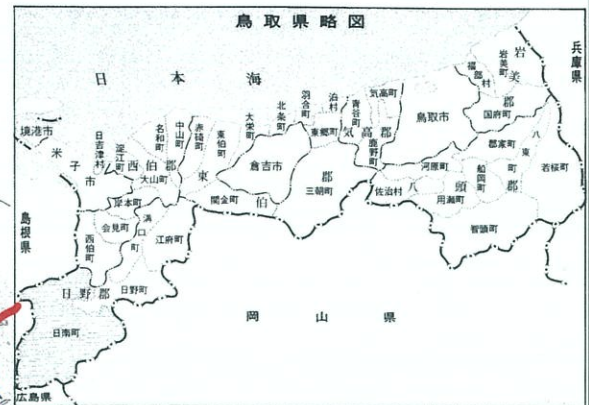 鳥取県略図
兵庫県
日本海
岩美郡
岩美町
福部村
国府町
鳥取市
気高町
青谷町
気高郡
鹿野町
泊村
羽合町
東郷町
北条町
大栄町
東伯町
赤碕町
中山町
名和町
淀江町
日吉津村
境港市
米子市
西伯郡
大山町
岸本町
会見町
西伯町
溝口町
江府町
東伯郡
倉吉市
関金町
三朝町
八頭郡
郡家町
八東町
若桜町
船岡町
河原町
用瀬町
佐治村
智頭町
島根県
日野郡
日野町
日南町
岡山県
広島県